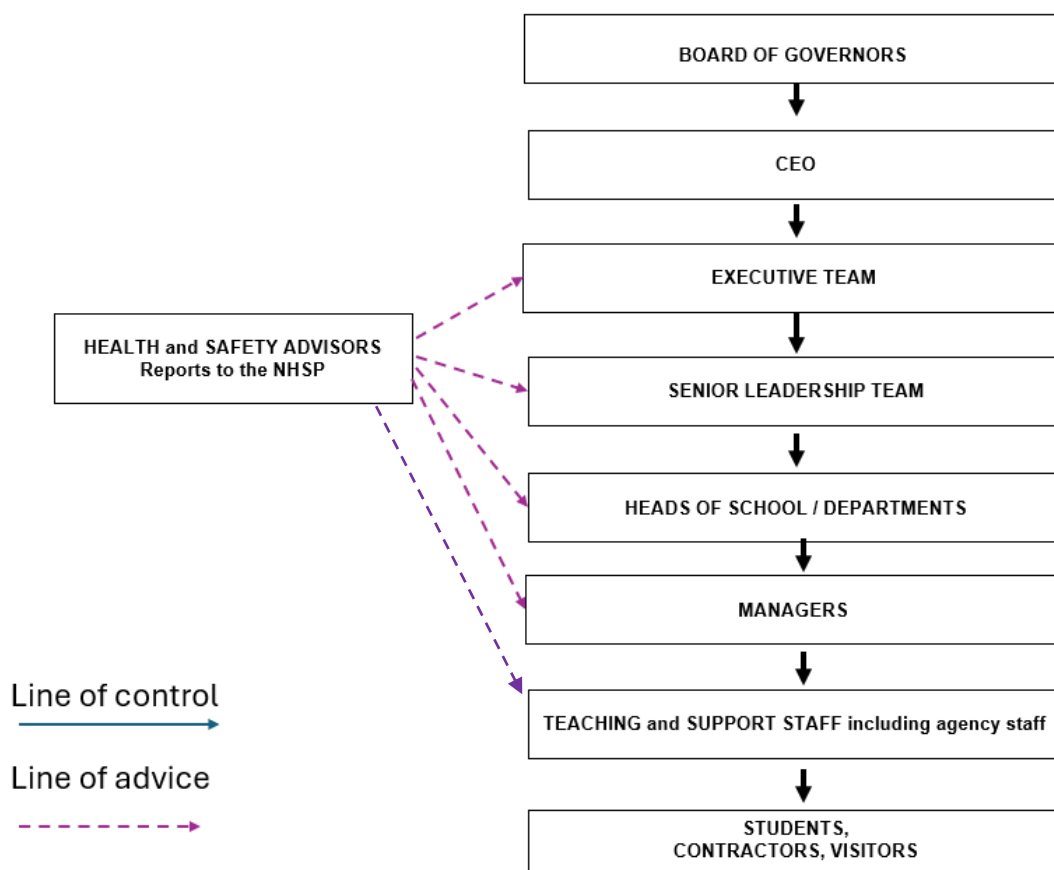 BOARD OF GOVERNORS
CEO
EXECUTIVE TEAM
HEALTH and SAFETY ADVISORS
Reports to the NHSP
SENIOR LEADERSHIP TEAM
HEADS OF SCHOOL / DEPARTMENTS
MANAGERS
Line of control
TEACHING and SUPPORT STAFF including agency staff
Line of advice
STUDENTS,
CONTRACTORS, VISITORS